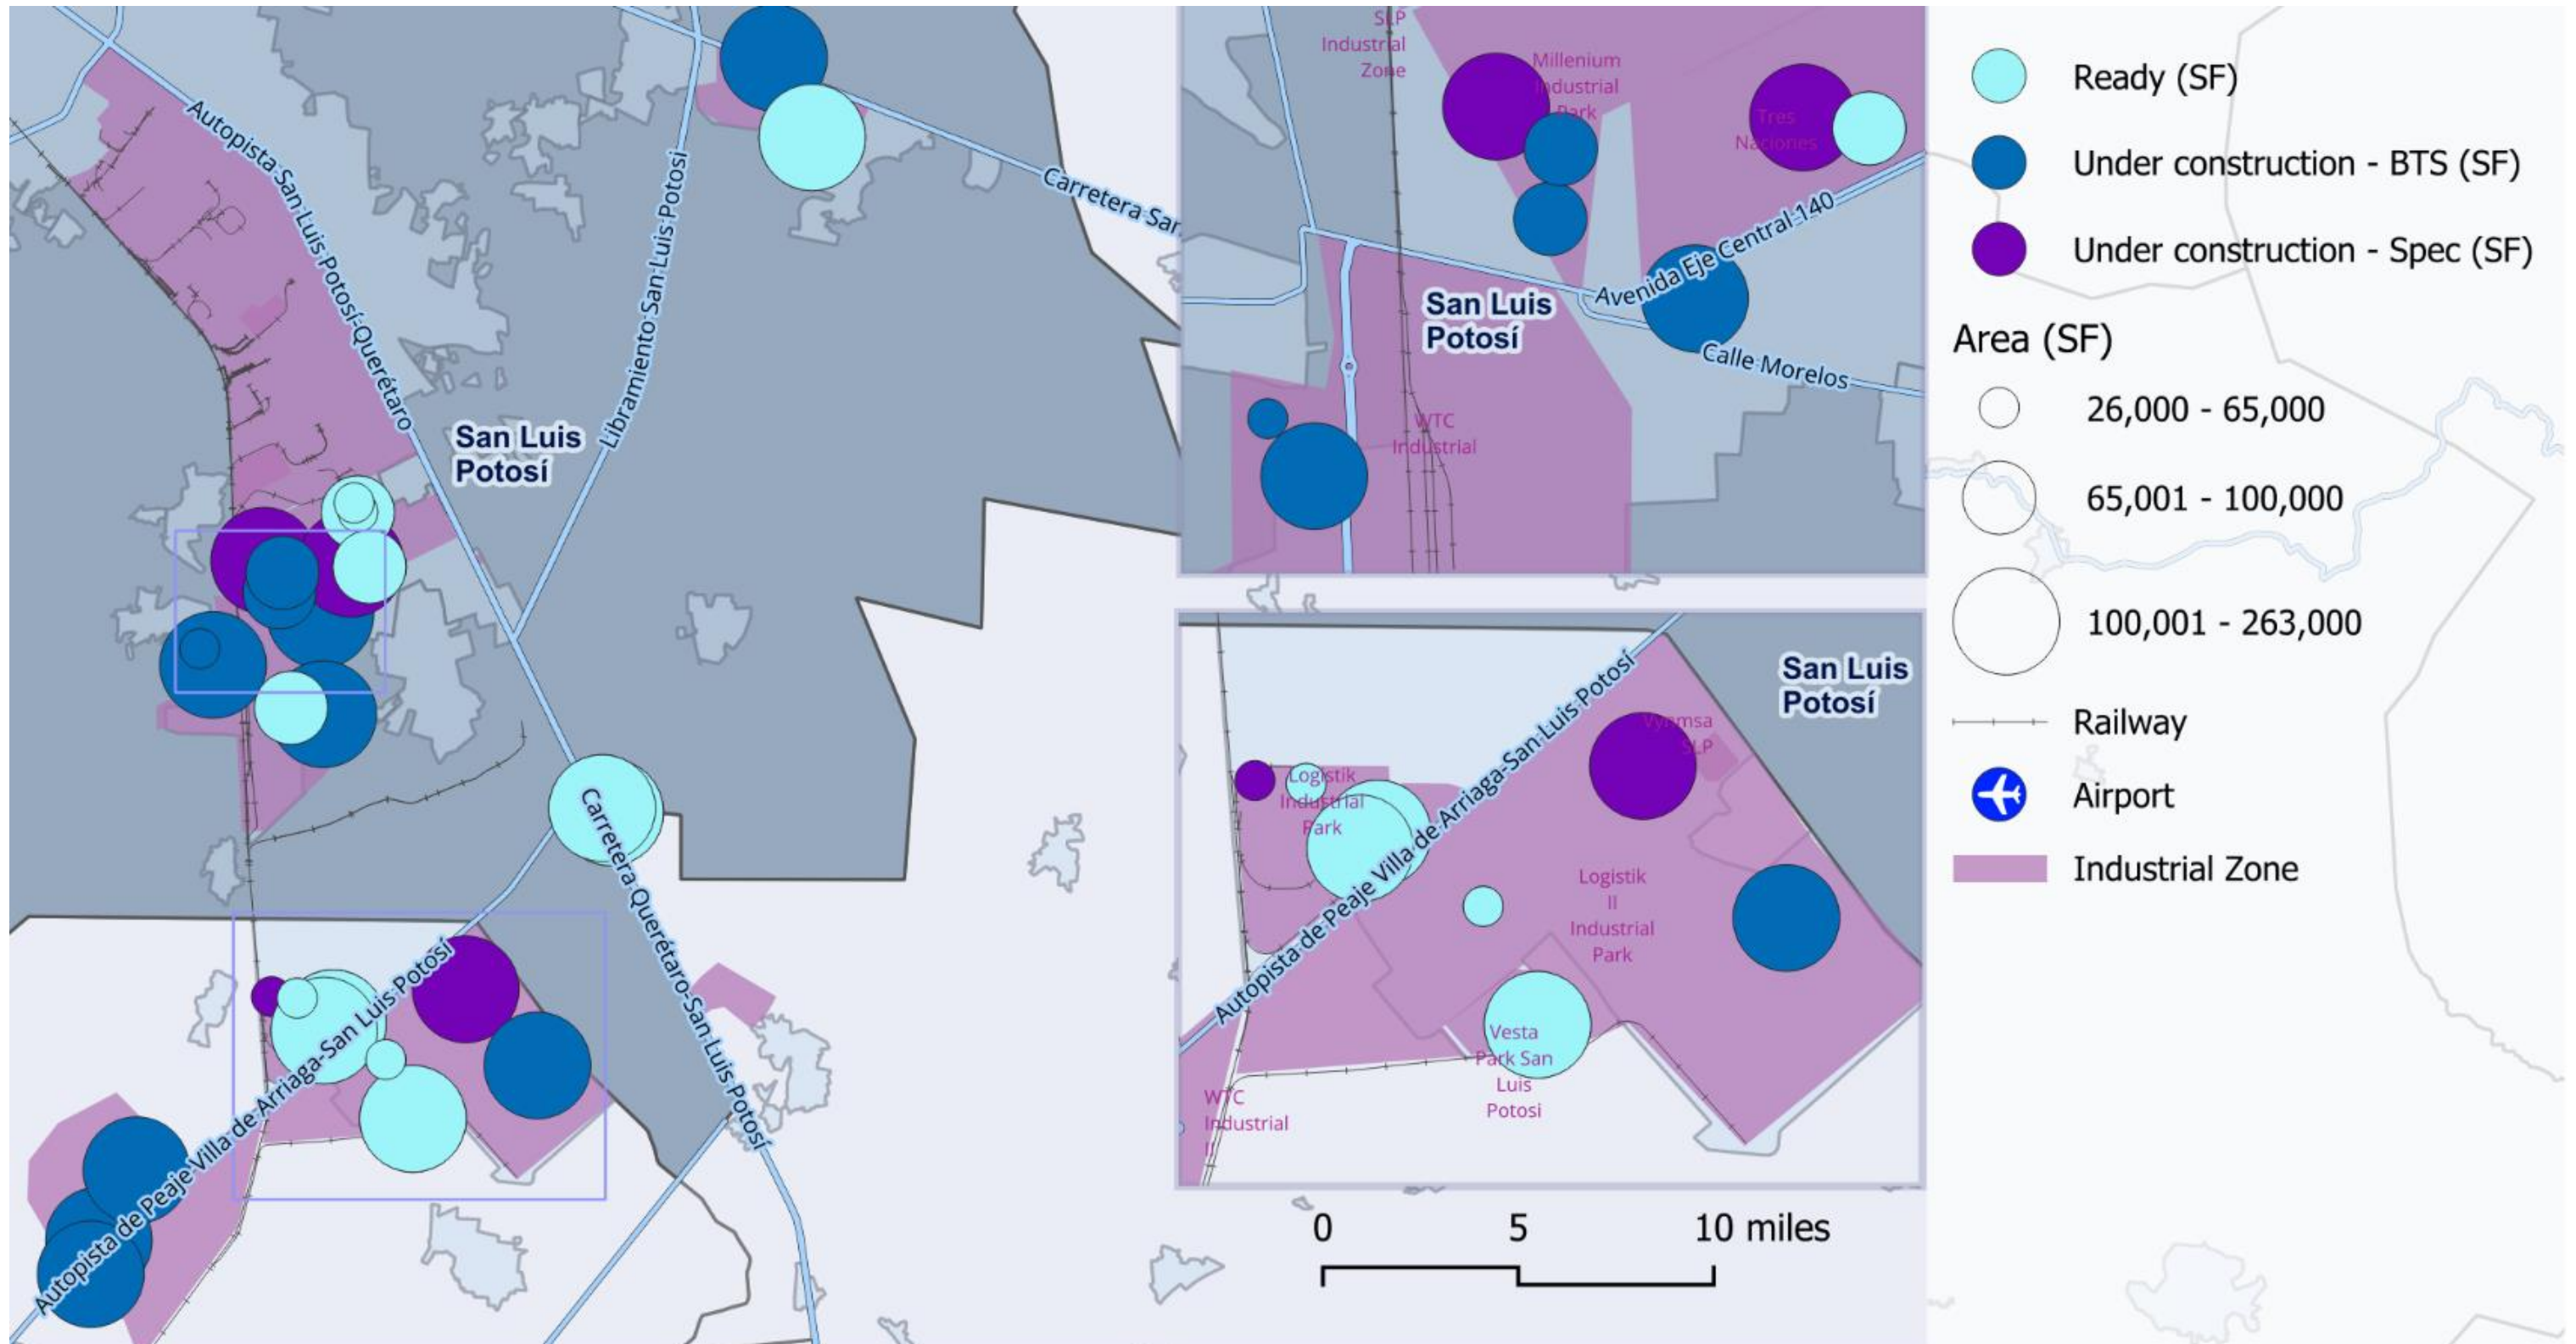 Autopista San Luis Potosí-Querétaro
Libramiento San Luis Potosí
Carretera San
San Luis
Potosí
Carretera Querétaro-San Luis Potosí
Autopista de Peaje Villa de Arriaga-San Luis Potosí
SLP
Industrial
Zone
Millenium
Industrial
Park
Tres
Naciones
Avenida Eje Central 140
San Luis
Potosí
Calle Morelos
WTC
Industrial
San Luis
Potosí
Vynmsa
SLP
Logistik
Industrial
Park
Autopista de Peaje Villa de Arriaga-San Luis Potosí
Logistik
II
Industrial
Park
Vesta
Park San
Luis
Potosi
WTC
Industrial
II
0 5 10 miles
Ready (SF)
Under construction - BTS (SF)
Under construction - Spec (SF)
Area (SF)
26,000 - 65,000
65,001 - 100,000
100,001 - 263,000
Railway
Airport
Industrial Zone